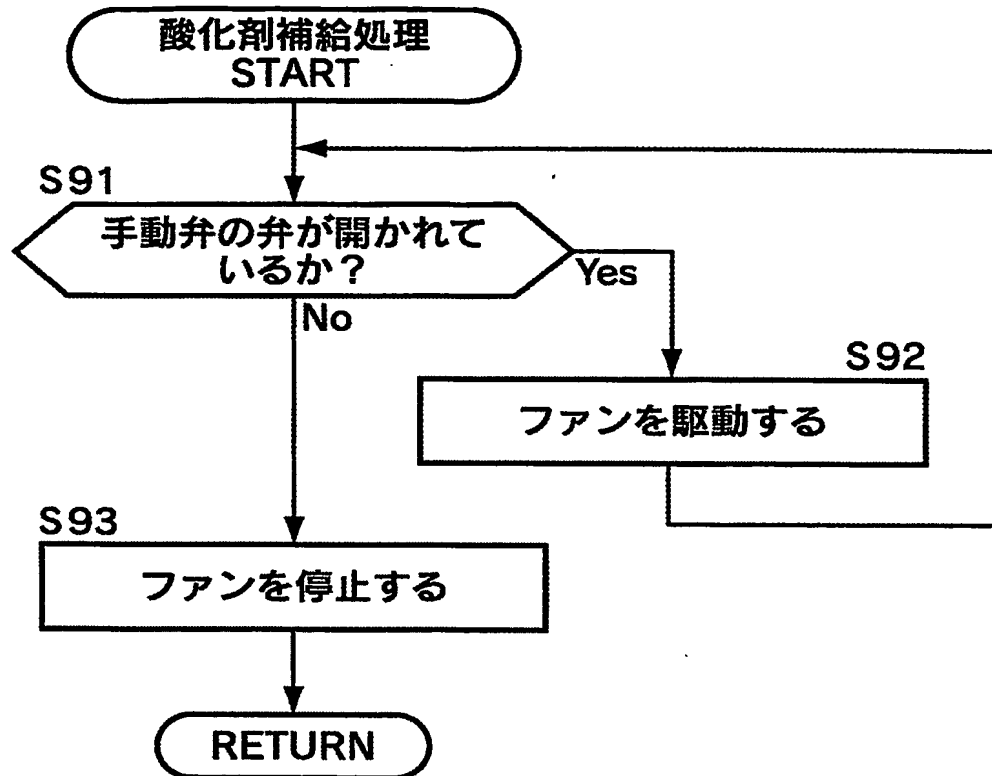 酸化剤補給処理
START
S91
手動弁の弁が開かれて
いるか？
Yes
No
S92
ファンを駆動する
S93
ファンを停止する
RETURN